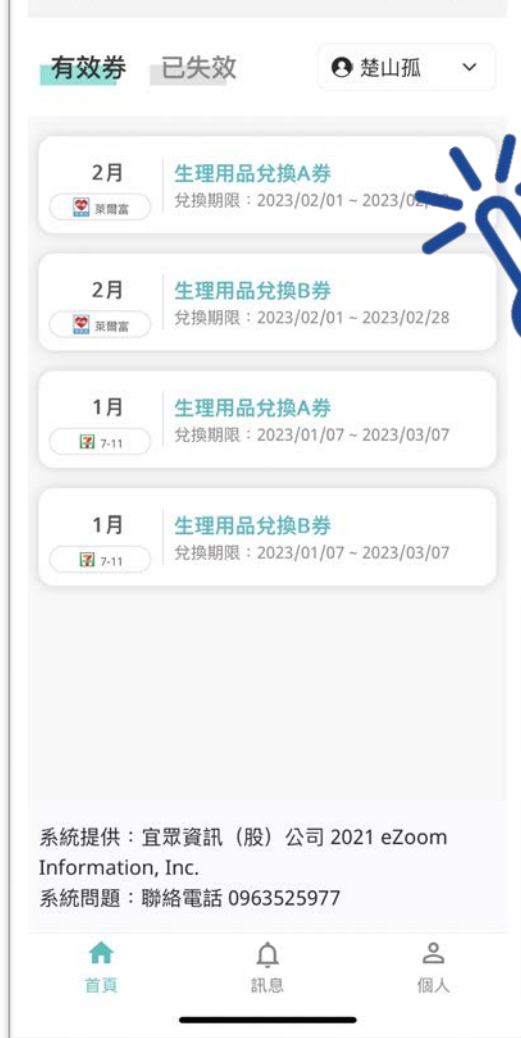 有效券 已失效 楚山孤
2月
萊爾富
生理用品兌換A券
兌換期限：2023/02/01 ~ 2023/02/
2月
萊爾富
生理用品兌換B券
兌換期限：2023/02/01 ~ 2023/02/28
1月
7-11
生理用品兌換A券
兌換期限：2023/01/07 ~ 2023/03/07
1月
7-11
生理用品兌換B券
兌換期限：2023/01/07 ~ 2023/03/07
系統提供：宜眾資訊（股）公司 2021 eZoom
Information, Inc.
系統問題：聯絡電話 0963525977
首頁 訊息 個人